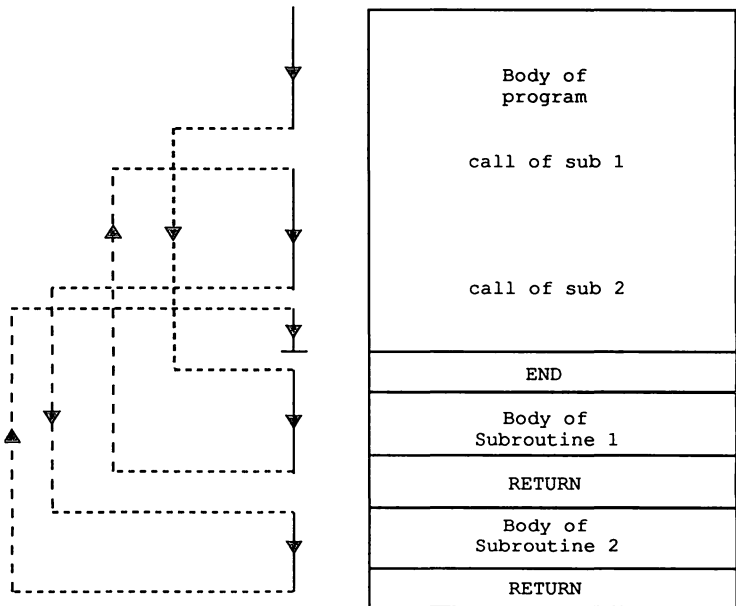 Body of
program
call of sub 1
call of sub 2
END
Body of
Subroutine 1
RETURN
Body of
Subroutine 2
RETURN